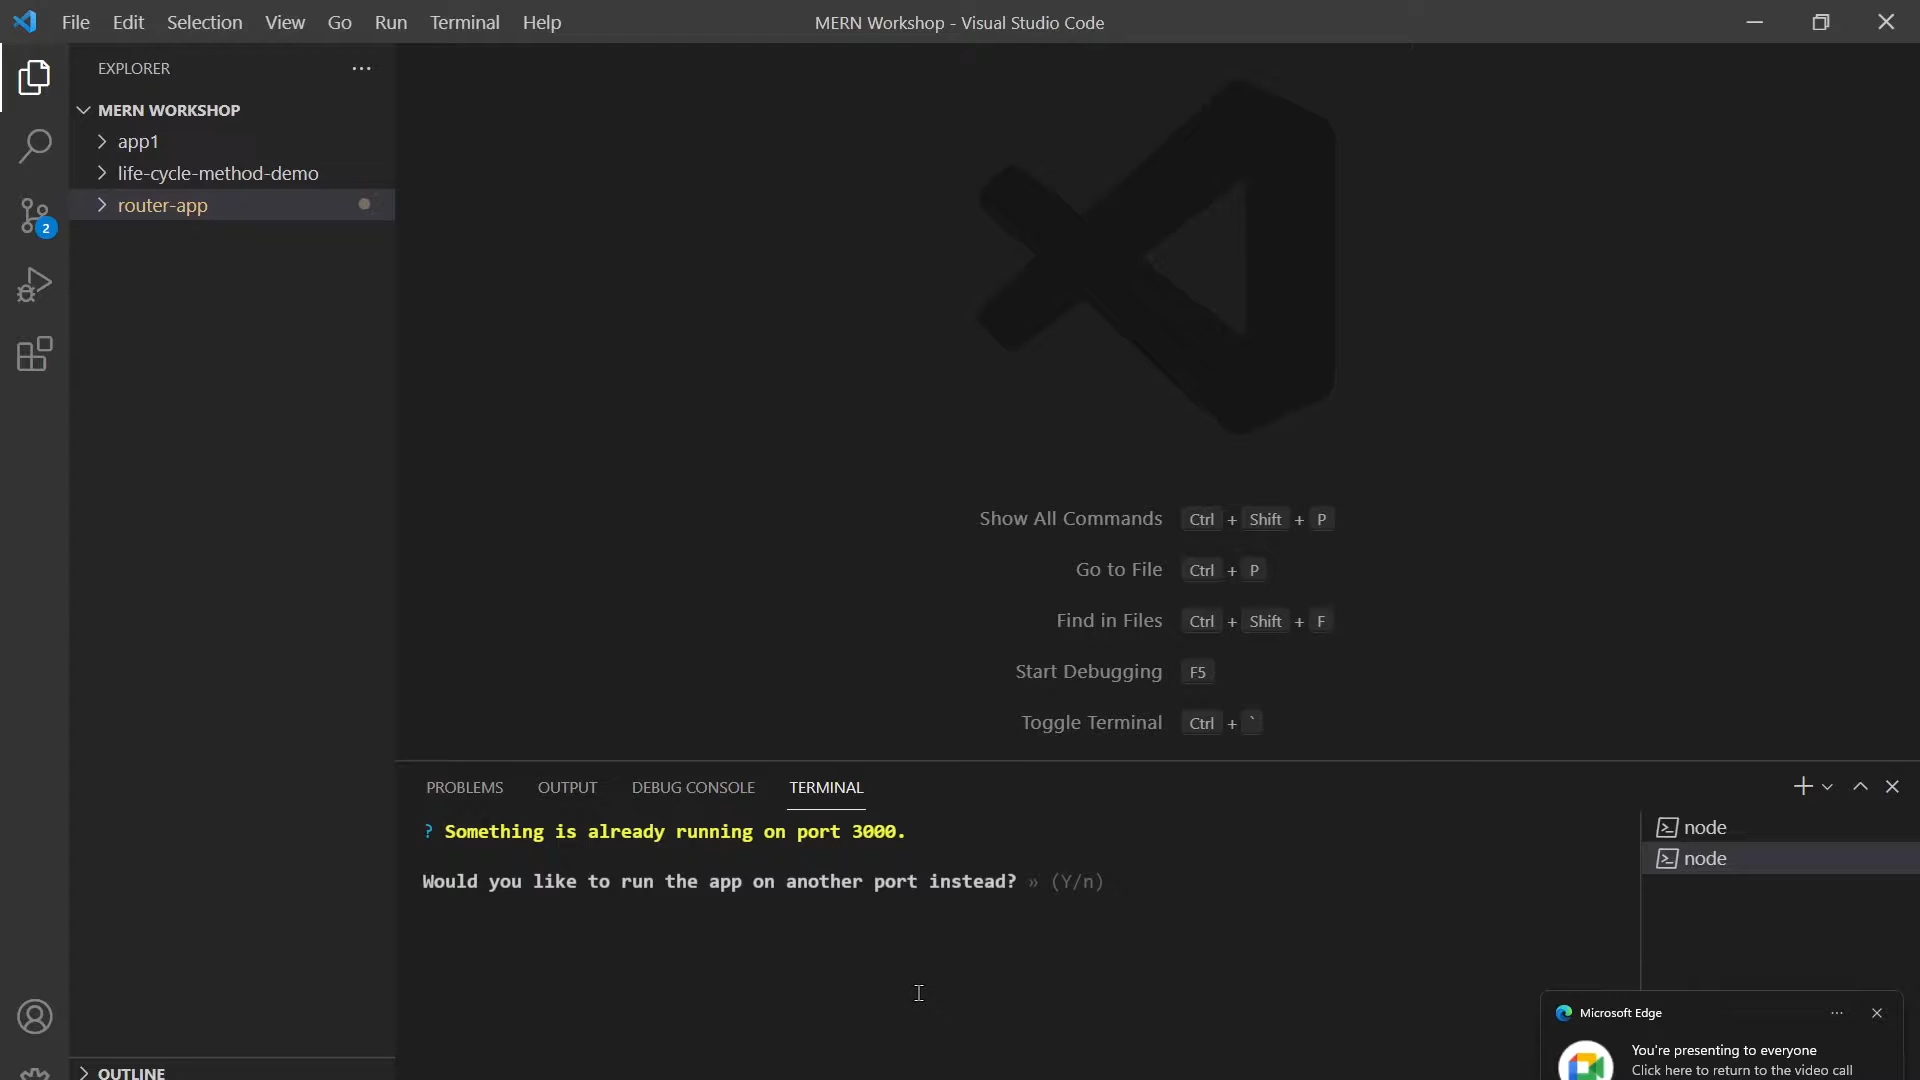 File Edit Selection View Go Run Terminal Help
MERN Workshop - Visual Studio Code
EXPLORER
MERN WORKSHOP
app1
life-cycle-method-demo
router-app
2
Show All Commands Ctrl + Shift + P
Go to File Ctrl + P
Find in Files Ctrl + Shift + F
Start Debugging F5
Toggle Terminal Ctrl + `
PROBLEMS OUTPUT DEBUG CONSOLE TERMINAL
? Something is already running on port 3000.
Would you like to run the app on another port instead? » (Y/n)
node
node
Microsoft Edge
You're presenting to everyone
Click here to return to the video call
OUTLINE